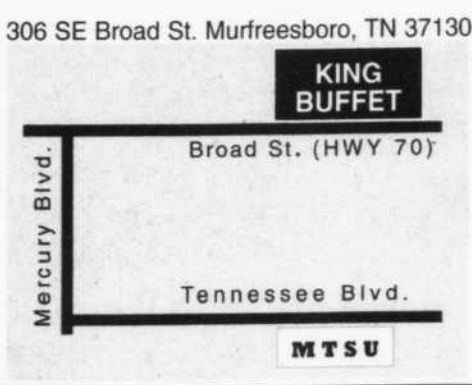 306 SE Broad St. Murfreesboro, TN 37130
KING
BUFFET
Broad St. (HWY 70)
Mercury Blvd.
Tennessee Blvd.
MTSU